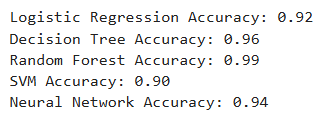 Logistic Regression Accuracy: 0.92
Decision Tree Accuracy: 0.96
Random Forest Accuracy: 0.99
SVM Accuracy: 0.90
Neural Network Accuracy: 0.94